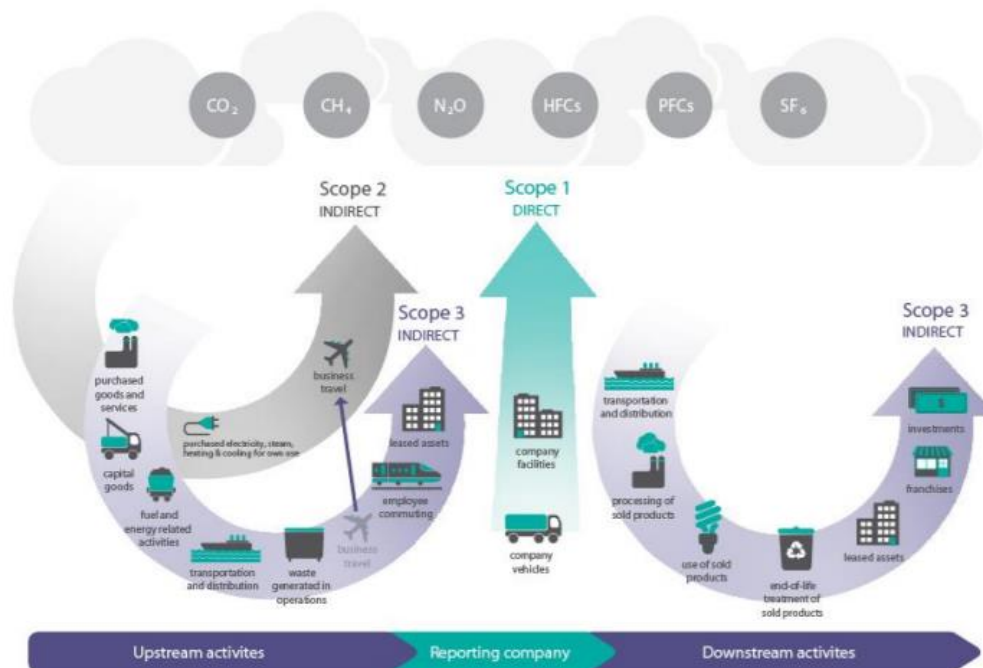 CO₂
CH₄
N₂O
HFCs
PFCs
SF₆
Scope 2
INDIRECT
Scope 1
DIRECT
Scope 3
INDIRECT
Scope 3
INDIRECT
purchased
goods and
services
capital
goods
fuel and
energy related
activities
purchased electricity, steam,
heating & cooling for own use
business
travel
transportation
and distribution
waste
generated in
operations
business
travel
employee
commuting
leased assets
company
facilities
company
vehicles
transportation
and distribution
processing of
sold products
use of sold
products
end-of-life
treatment of
sold products
leased assets
franchises
investments
$
Upstream activites
Reporting company
Downstream activites